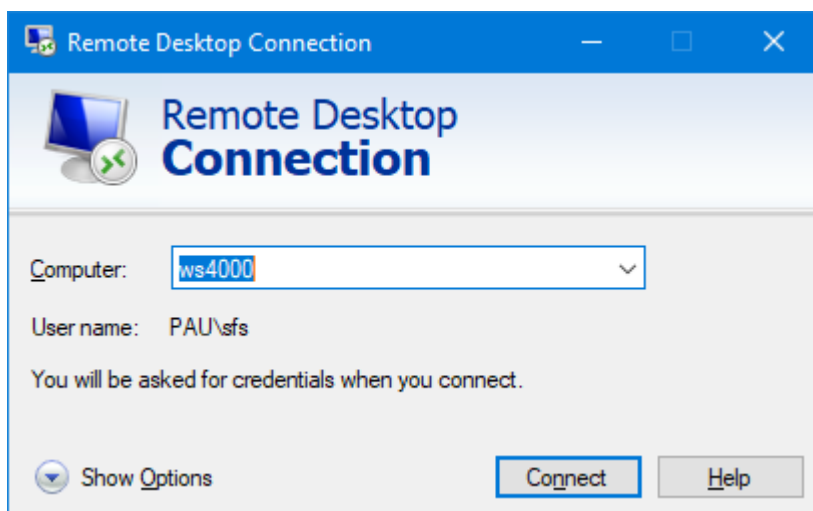 Remote Desktop Connection
Remote Desktop
Connection
Computer: ws4000
User name: PAU\sfs
You will be asked for credentials when you connect.
Show Options Connect Help